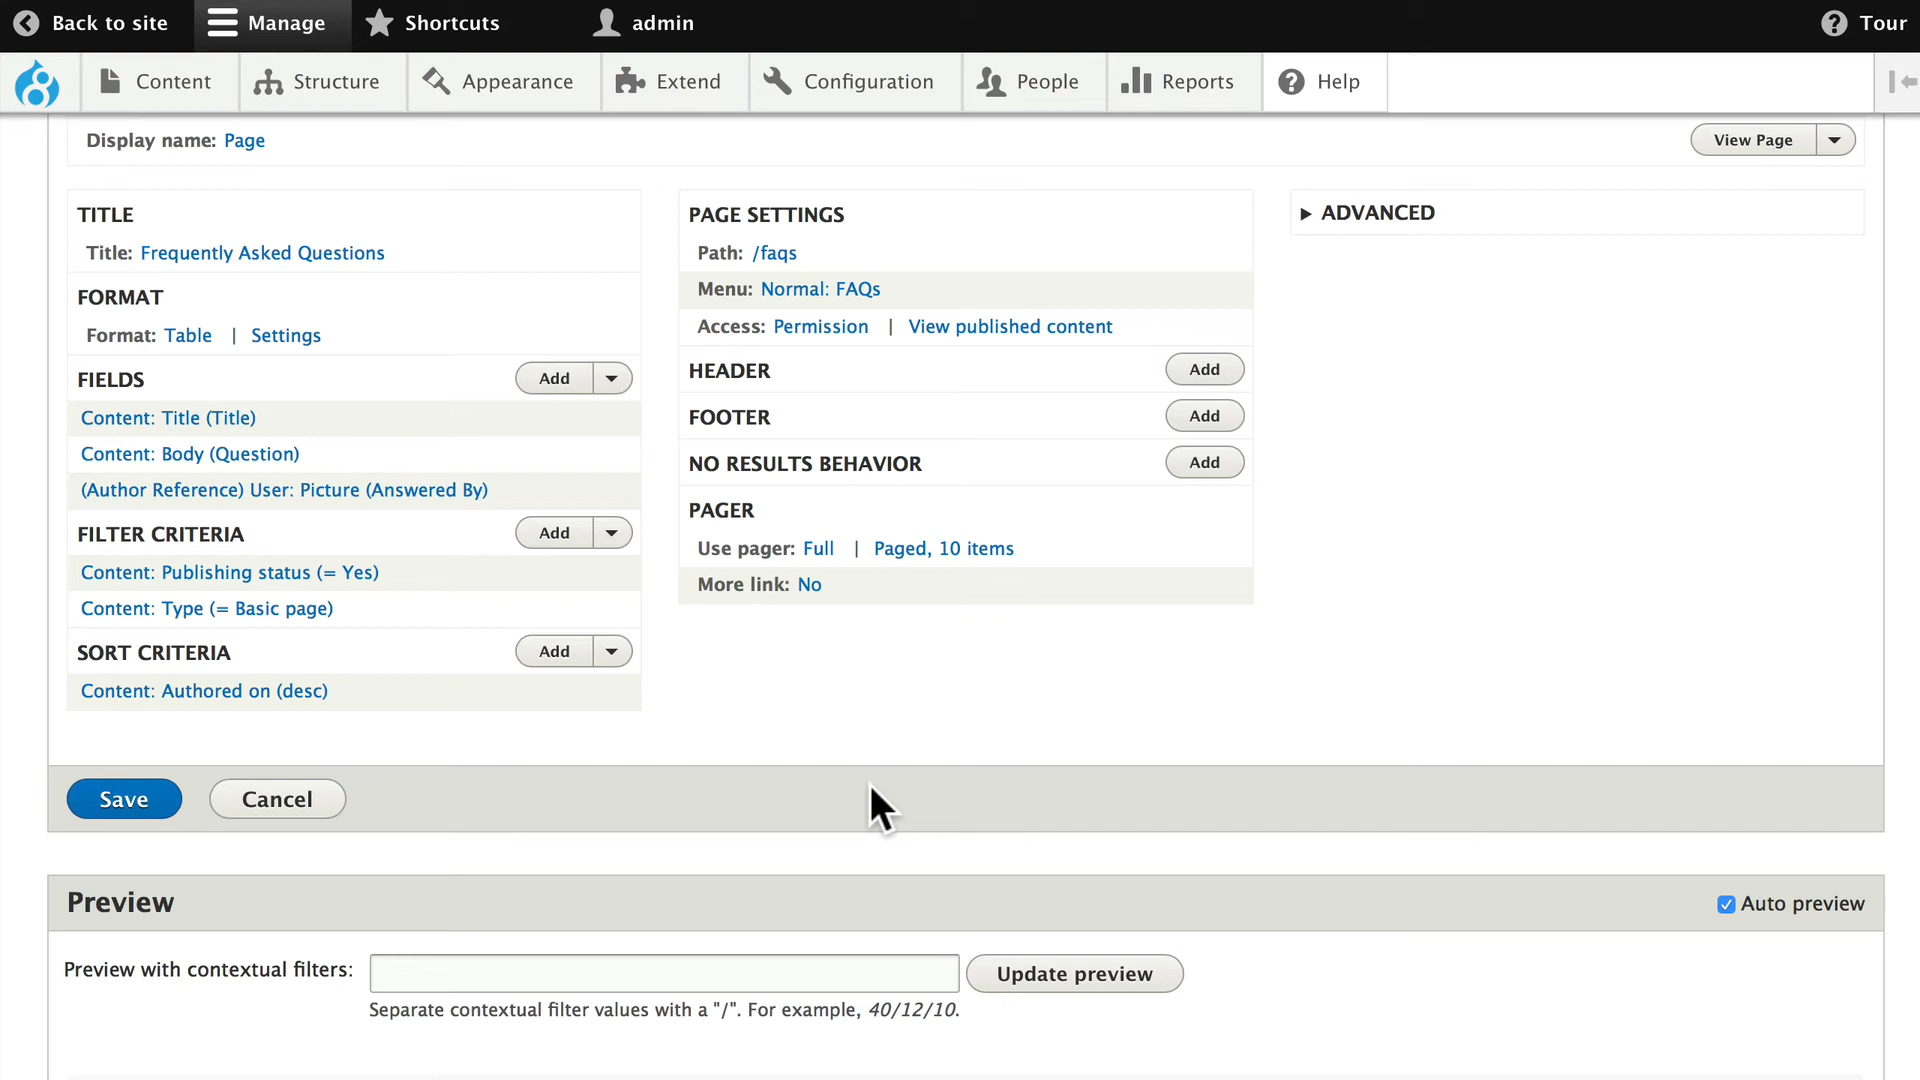 Back to site
Manage
Shortcuts
admin
Tour
Content
Structure
Appearance
Extend
Configuration
People
Reports
Help
Display name: Page
View Page
TITLE
Title: Frequently Asked Questions
FORMAT
Format: Table | Settings
FIELDS
Add
Content: Title (Title)
Content: Body (Question)
(Author Reference) User: Picture (Answered By)
FILTER CRITERIA
Add
Content: Publishing status (= Yes)
Content: Type (= Basic page)
SORT CRITERIA
Add
Content: Authored on (desc)
PAGE SETTINGS
Path: /faqs
Menu: Normal: FAQs
Access: Permission | View published content
HEADER
Add
FOOTER
Add
NO RESULTS BEHAVIOR
Add
PAGER
Use pager: Full | Paged, 10 items
More link: No
ADVANCED
Save
Cancel
Preview
Auto preview
Preview with contextual filters:
Update preview
Separate contextual filter values with a "/". For example, 40/12/10.